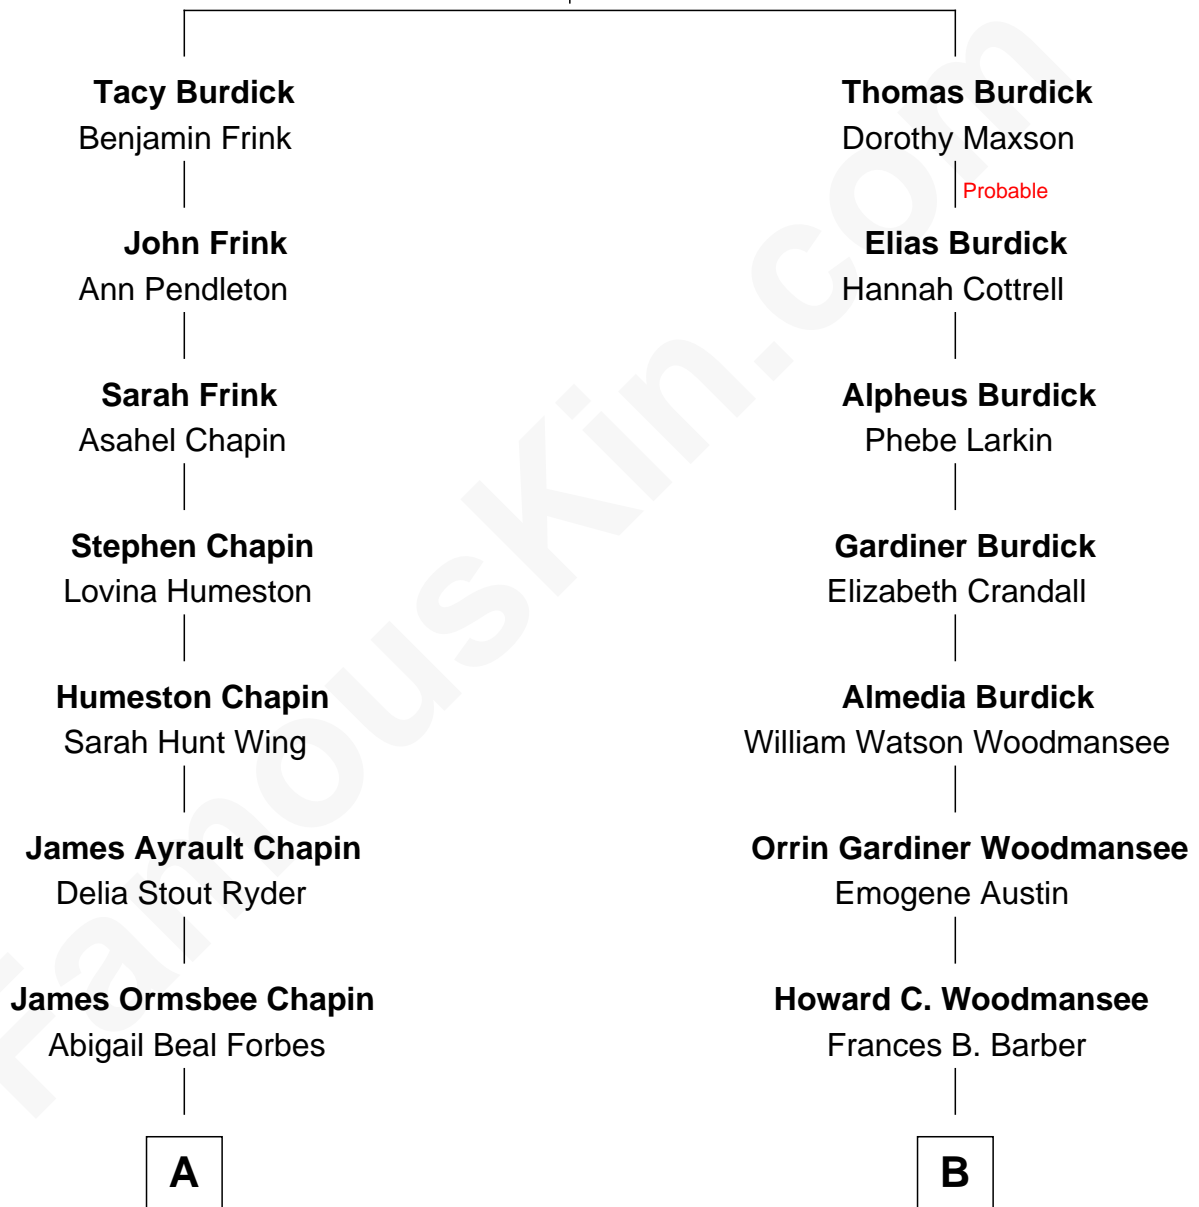 Tacy Burdick
Benjamin Frink
John Frink
Ann Pendleton
Sarah Frink
Asahel Chapin
Stephen Chapin
Lovina Humeston
Humeston Chapin
Sarah Hunt Wing
James Ayrault Chapin
Delia Stout Ryder
James Ormsbee Chapin
Abigail Beal Forbes
A
Thomas Burdick
Dorothy Maxson
Probable
Elias Burdick
Hannah Cottrell
Alpheus Burdick
Phebe Larkin
Gardiner Burdick
Elizabeth Crandall
Almedia Burdick
William Watson Woodmansee
Orrin Gardiner Woodmansee
Emogene Austin
Howard C. Woodmansee
Frances B. Barber
B
FamousKin.com